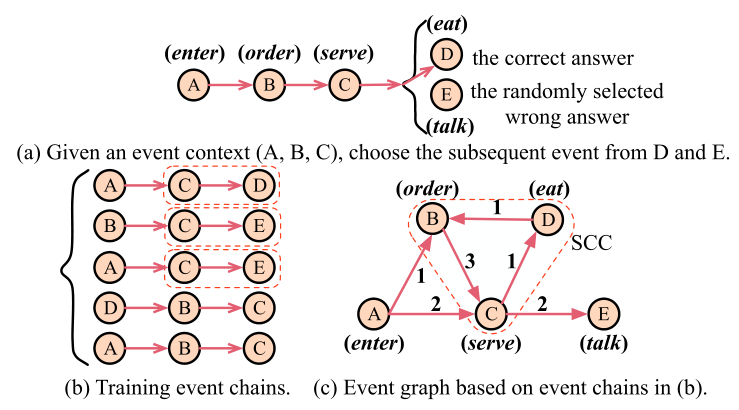 (eat)
(enter) (order) (serve)
D the correct answer
A B C
E the randomly selected
wrong answer
(talk)
(a) Given an event context (A, B, C), choose the subsequent event from D and E.
A C D
B C E
A C E
D B C
A B C
(b) Training event chains.
(order) (eat)
B 1 D
SCC
1 3 1
A 2 C 2 E
(enter) (serve) (talk)
(c) Event graph based on event chains in (b).